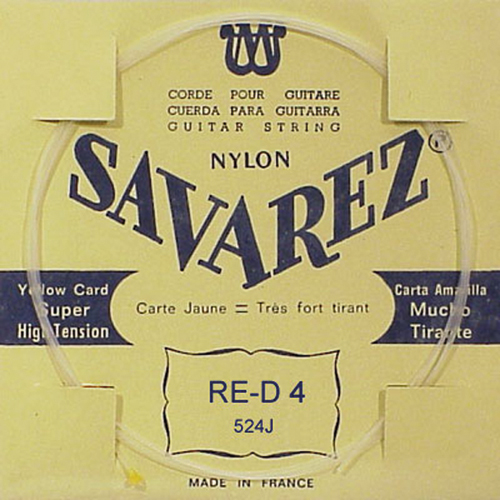 CORDE POUR GUITARE
CUERDA PARA GUITARRA
GUITAR STRING
NYLON
SAVAREZ
®
Yellow Card
Super
High Tension
Carte Jaune = Très fort tirant
Carta Amarilla
Mucho
Tirante
RE-D 4
524J
MADE IN FRANCE